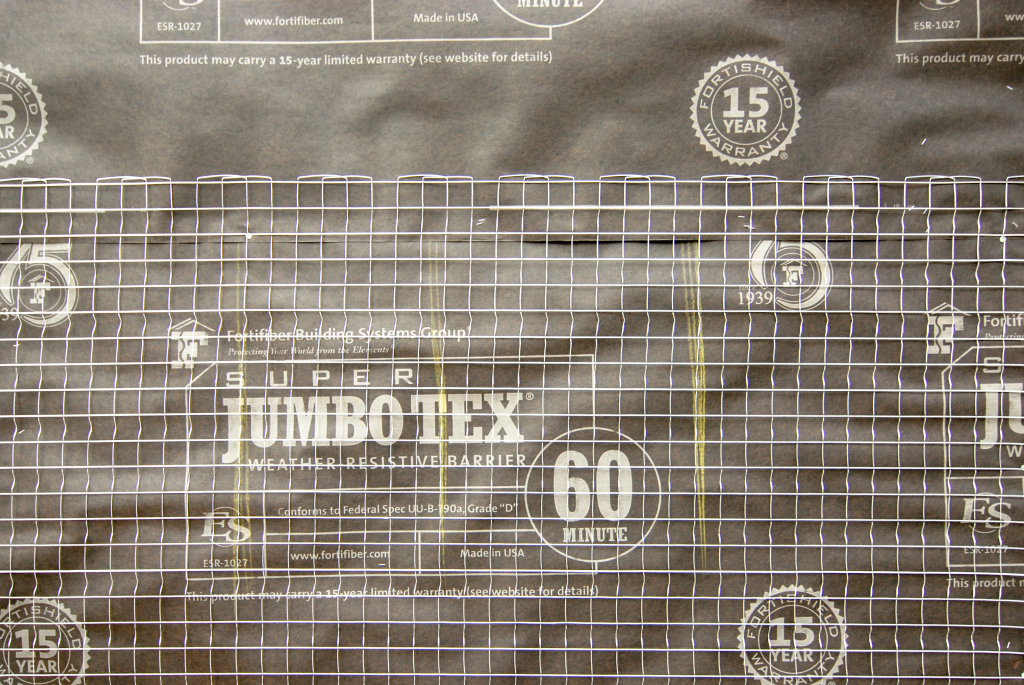 MINUTE
ES
ESR-1027
www.fortifiber.com
Made in USA
ESR-1027
This product may carry a 15-year limited warranty (see website for details)
This product may carry
FORTISHIELD
15
YEAR
WARRANTY
®
FORTISHIELD
15
YEAR
WARRANTY
®
1939
F
1939
F
Fortifiber Building Systems Group®
Protecting Your World from the Elements
SUPER
JUMBO TEX®
WEATHER-RESISTIVE BARRIER
60
MINUTE
Conforms to Federal Spec UU-B-790a, Grade "D"
ES
ESR-1027
www.fortifiber.com
Made in USA
This product may carry a 15-year limited warranty (see website for details)
ES
ESR-1027
This product
FORTISHIELD
15
YEAR
FORTISHIELD
15
YEAR